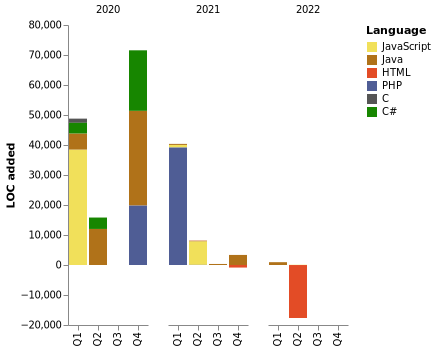 2020 2021 2022
80,000
70,000
60,000
50,000
40,000
30,000
20,000
10,000
0
−10,000
−20,000
LOC added
Q1 Q2 Q3 Q4 Q1 Q2 Q3 Q4 Q1 Q2 Q3 Q4
Language
JavaScript
Java
HTML
PHP
C
C#